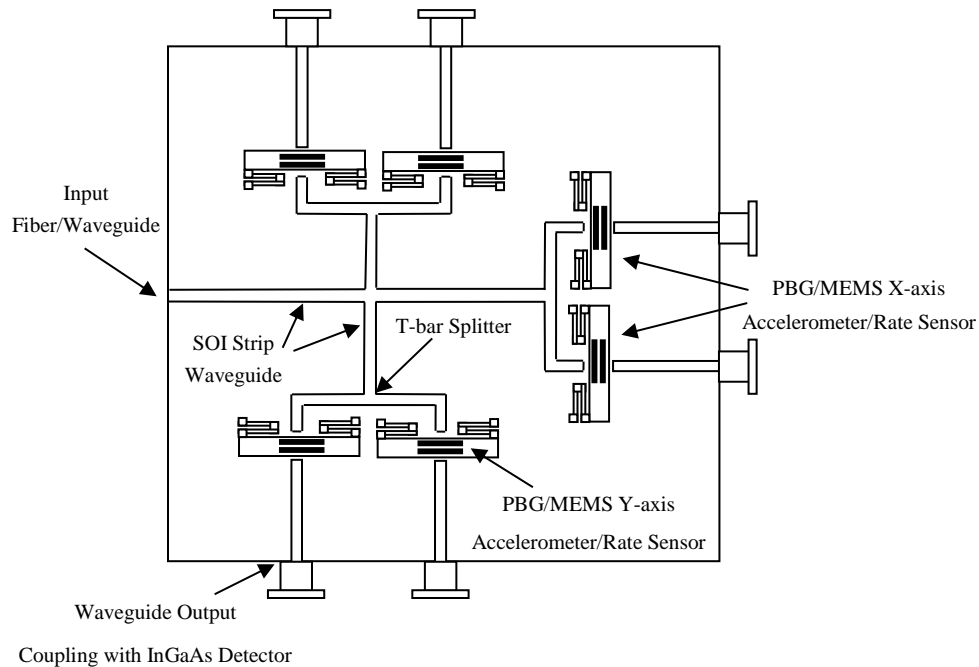 Input
Fiber/Waveguide
SOI Strip
Waveguide
T-bar Splitter
PBG/MEMS X-axis
Accelerometer/Rate Sensor
PBG/MEMS Y-axis
Accelerometer/Rate Sensor
Waveguide Output
Coupling with InGaAs Detector